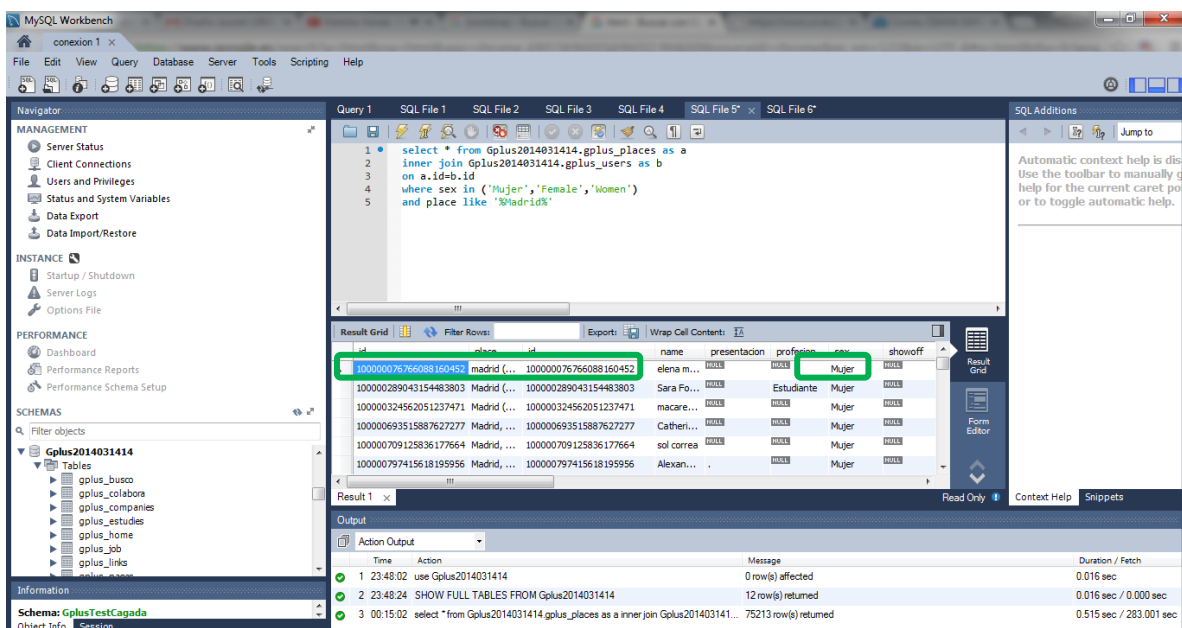 MySQL Workbench
conexion 1 ×
File Edit View Query Database Server Tools Scripting Help
Navigator
MANAGEMENT
Server Status
Client Connections
Users and Privileges
Status and System Variables
Data Export
Data Import/Restore
INSTANCE
Startup / Shutdown
Server Logs
Options File
PERFORMANCE
Dashboard
Performance Reports
Performance Schema Setup
SCHEMAS
Filter objects
Gplus2014031414
Tables
gplus_busco
gplus_colabora
gplus_companies
gplus_estudies
gplus_home
gplus_job
gplus_links
Information
Schema: GplusTestCagada
Object Info Session
Query 1 SQL File 1 SQL File 2 SQL File 3 SQL File 4 SQL File 5* × SQL File 6*
1 select * from Gplus2014031414.gplus_places as a
2 inner join Gplus2014031414.gplus_users as b
3 on a.id=b.id
4 where sex in ('Mujer','Female','Women')
5 and place like '%Madrid%'
Result Grid Filter Rows: Export: Wrap Cell Content:
id place id name presentacion profesion sex showoff
100000076766088160452 madrid (... 100000076766088160452 elena m... NULL NULL Mujer NULL
100000289043154483803 Madrid (... 100000289043154483803 Sara Fo... NULL Estudiante Mujer NULL
100000324562051237471 Madrid (... 100000324562051237471 macare... NULL NULL Mujer NULL
100000693515887627277 Madrid, ... 100000693515887627277 Catheri... NULL NULL Mujer NULL
100000709125836177664 Madrid, ... 100000709125836177664 sol correa NULL NULL Mujer NULL
100000797415618195956 Madrid, ... 100000797415618195956 Alexan... . NULL Mujer NULL
Result Grid
Form Editor
Result 1 × Read Only
Output
Action Output
Time Action Message Duration / Fetch
1 23:48:02 use Gplus2014031414 0 row(s) affected 0.016 sec
2 23:48:24 SHOW FULL TABLES FROM Gplus2014031414 12 row(s) returned 0.016 sec / 0.000 sec
3 00:15:02 select * from Gplus2014031414.gplus_places as a inner join Gplus201403141... 75213 row(s) returned 0.515 sec / 283.001 sec
SQL Additions
Jump to
Automatic context help is dis
Use the toolbar to manually g
help for the current caret po
or to toggle automatic help.
Context Help Snippets